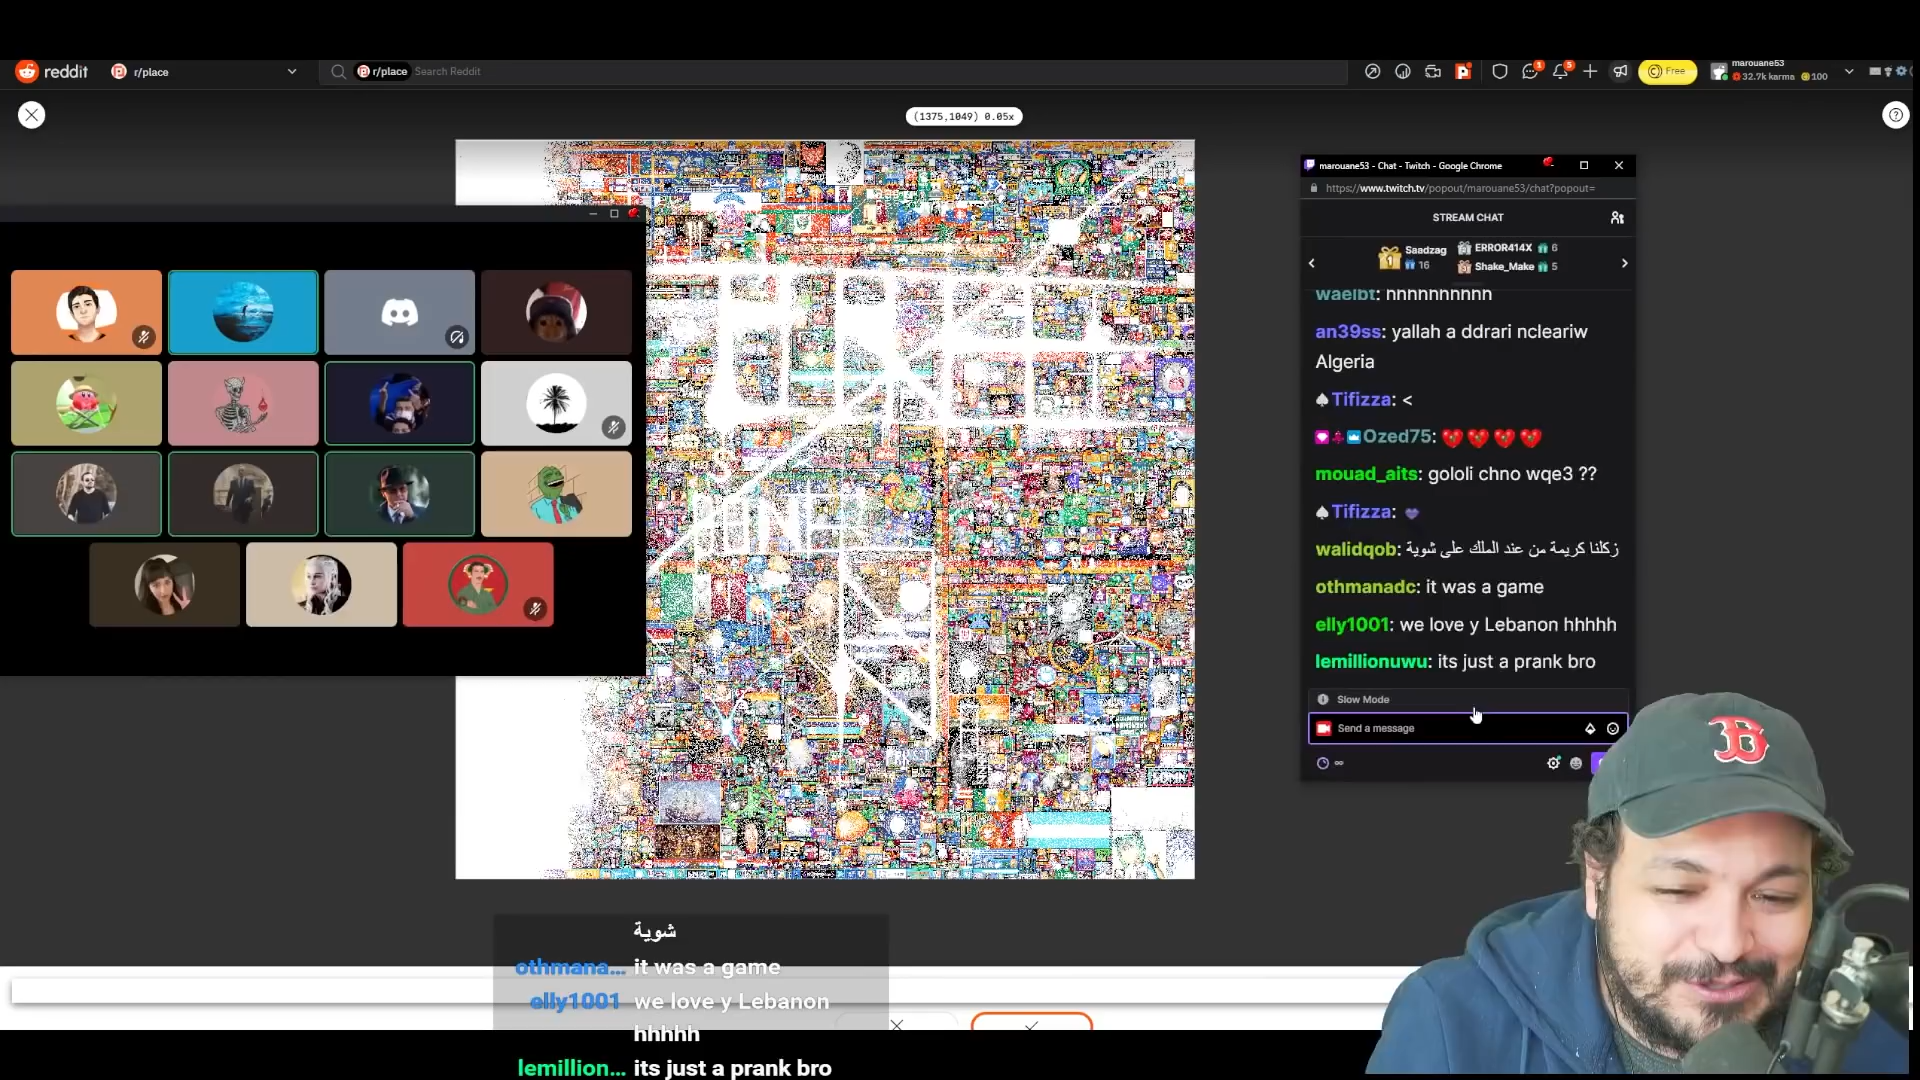 reddit
r/place
r/place
Search Reddit
1
5
Free
marouane53
32.7k karma
100
(1375,1049) 0.05x
marouane53 - Chat - Twitch - Google Chrome
https://www.twitch.tv/popout/marouane53/chat?popout=
STREAM CHAT
1
Saadzag
16
ERROR414X 6
Shake_Make 5
waelbt: hhhhhhhhhh
an39ss: yallah a ddrari ncleariw
Algeria
Tifizza: <
Ozed75:
mouad_aits: gololi chno wqe3 ??
Tifizza:
walidqob: زكلنا كريمة من عند الملك على شوية
othmanadc: it was a game
elly1001: we love y Lebanon hhhhh
lemillionuwu: its just a prank bro
Slow Mode
Send a message
B
شوية
othmana... it was a game
elly1001 we love y Lebanon
hhhhh
lemillion... its just a prank bro